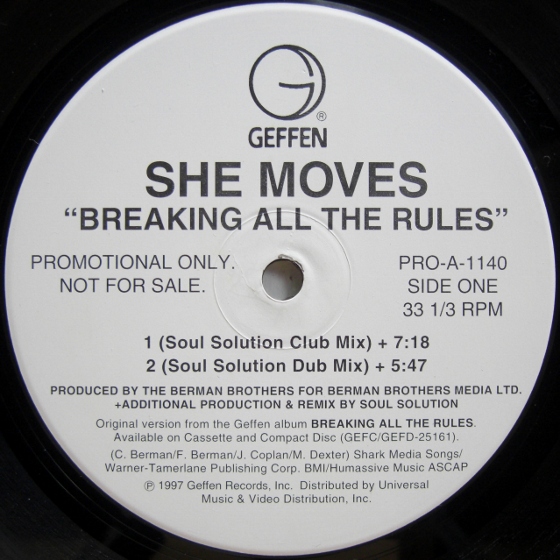 ®
GEFFEN
SHE MOVES
“BREAKING ALL THE RULES”
PROMOTIONAL ONLY.
NOT FOR SALE.
PRO-A-1140
SIDE ONE
33 1/3 RPM
1 (Soul Solution Club Mix) + 7:18
2 (Soul Solution Dub Mix) + 5:47
PRODUCED BY THE BERMAN BROTHERS FOR BERMAN BROTHERS MEDIA LTD.
+ADDITIONAL PRODUCTION & REMIX BY SOUL SOLUTION
Original version from the Geffen album BREAKING ALL THE RULES.
Available on Cassette and Compact Disc (GEFC/GEFD-25161).
(C. Berman/F. Berman/J. Coplan/M. Dexter) Shark Media Songs/
Warner-Tamerlane Publishing Corp. BMI/Humassive Music ASCAP
℗ 1997 Geffen Records, Inc. Distributed by Universal
Music & Video Distribution, Inc.